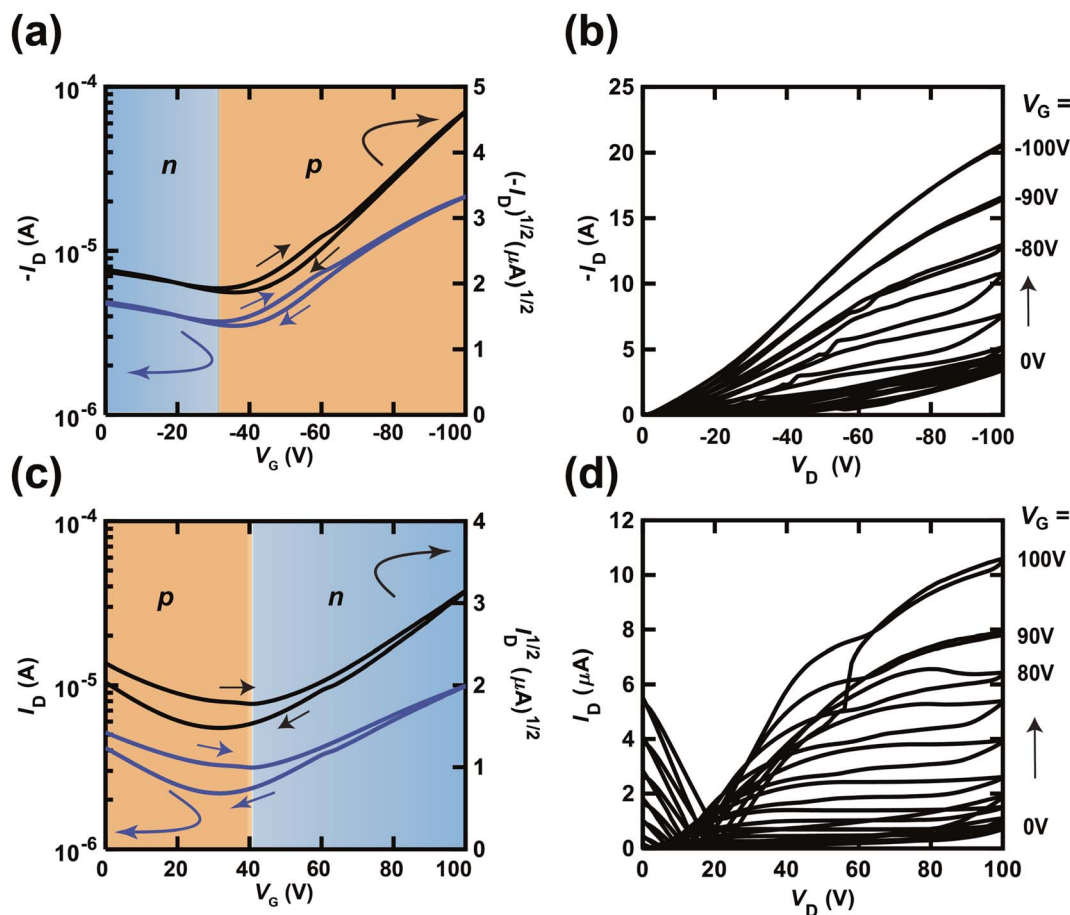 (a)
10⁻⁴
10⁻⁵
10⁻⁶
-I_D (A)
n
p
5
4
3
2
1
0
(-I_D)^1/2 (μA)^1/2
0 -20 -40 -60 -80 -100
V_G (V)
(b)
25
20
15
10
5
0
-I_D (A)
V_G =
-100V
-90V
-80V
0V
0 -20 -40 -60 -80 -100
V_D (V)
(c)
10⁻⁴
10⁻⁵
10⁻⁶
I_D (A)
p
n
4
3
2
1
0
I_D^1/2 (μA)^1/2
0 20 40 60 80 100
V_G (V)
(d)
12
10
8
6
4
2
0
I_D (μA)
V_G =
100V
90V
80V
0V
0 20 40 60 80 100
V_D (V)